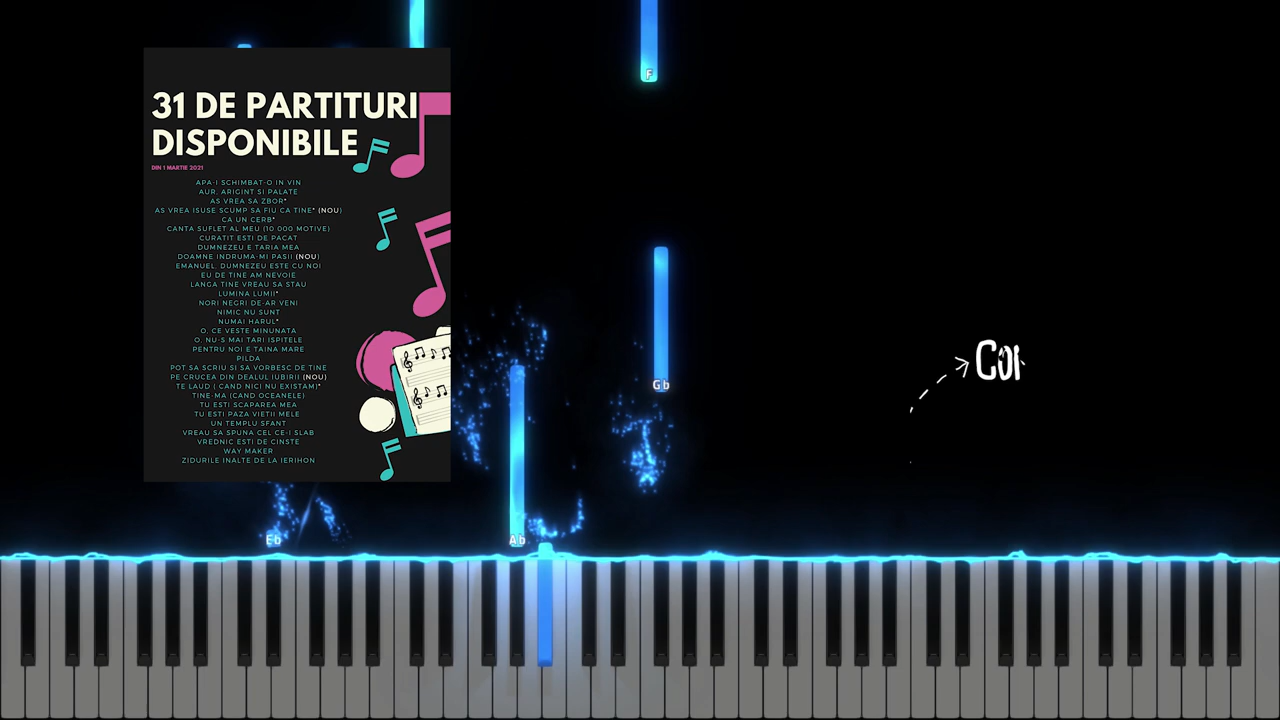 31 DE PARTITURI
DISPONIBILE
DIN 1 MARTIE 2021
APA-I SCHIMBAT-O IN VIN
AUR, ARIGINT SI PALATE
AS VREA SA ZBOR*
AS VREA ISUSE SCUMP SA FIU CA TINE* (NOU)
CA UN CERB*
CANTA SUFLET AL MEU (10 000 MOTIVE)
CURATIT ESTI DE PACAT
DUMNEZEU E TARIA MEA
DOAMNE INDRUMA-MI PASII (NOU)
EMANUEL, DUMNEZEU ESTE CU NOI
EU DE TINE AM NEVOIE
LANGA TINE VREAU SA STAU
LUMINA LUMII*
NORI NEGRI DE-AR VENI
NIMIC NU SUNT
NUMAI HARUL*
O, CE VESTE MINUNATA
O, NU-S MAI TARI ISPITELE
PENTRU NOI E TAINA MARE
PILDA
POT SA SCRIU SI SA VORBESC DE TINE
PE CRUCEA DIN DEALUL IUBIRII (NOU)
TE LAUD ( CAND NICI NU EXISTAM)*
TINE-MA (CAND OCEANELE)
TU ESTI SCAPAREA MEA
TU ESTI PAZA VIETII MELE
UN TEMPLU SFANT
VREAU SA SPUNA CEL CE-I SLAB
VREDNIC ESTI DE CINSTE
WAY MAKER
ZIDURILE INALTE DE LA IERIHON
F
Gb
Eb
Ab